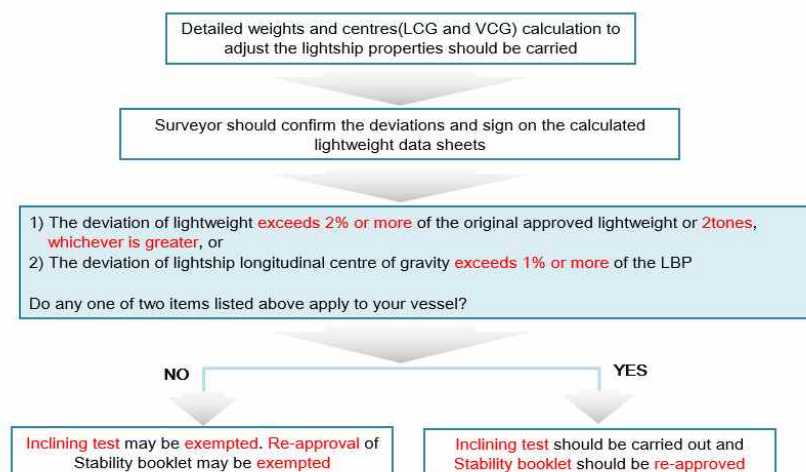 Detailed weights and centres(LCG and VCG) calculation to
adjust the lightship properties should be carried
Surveyor should confirm the deviations and sign on the calculated
lightweight data sheets
1) The deviation of lightweight exceeds 2% or more of the original approved lightweight or 2tones,
whichever is greater, or
2) The deviation of lightship longitudinal centre of gravity exceeds 1% or more of the LBP
Do any one of two items listed above apply to your vessel?
NO
YES
Inclining test may be exempted. Re-approval of
Stability booklet may be exempted
Inclining test should be carried out and
Stability booklet should be re-approved